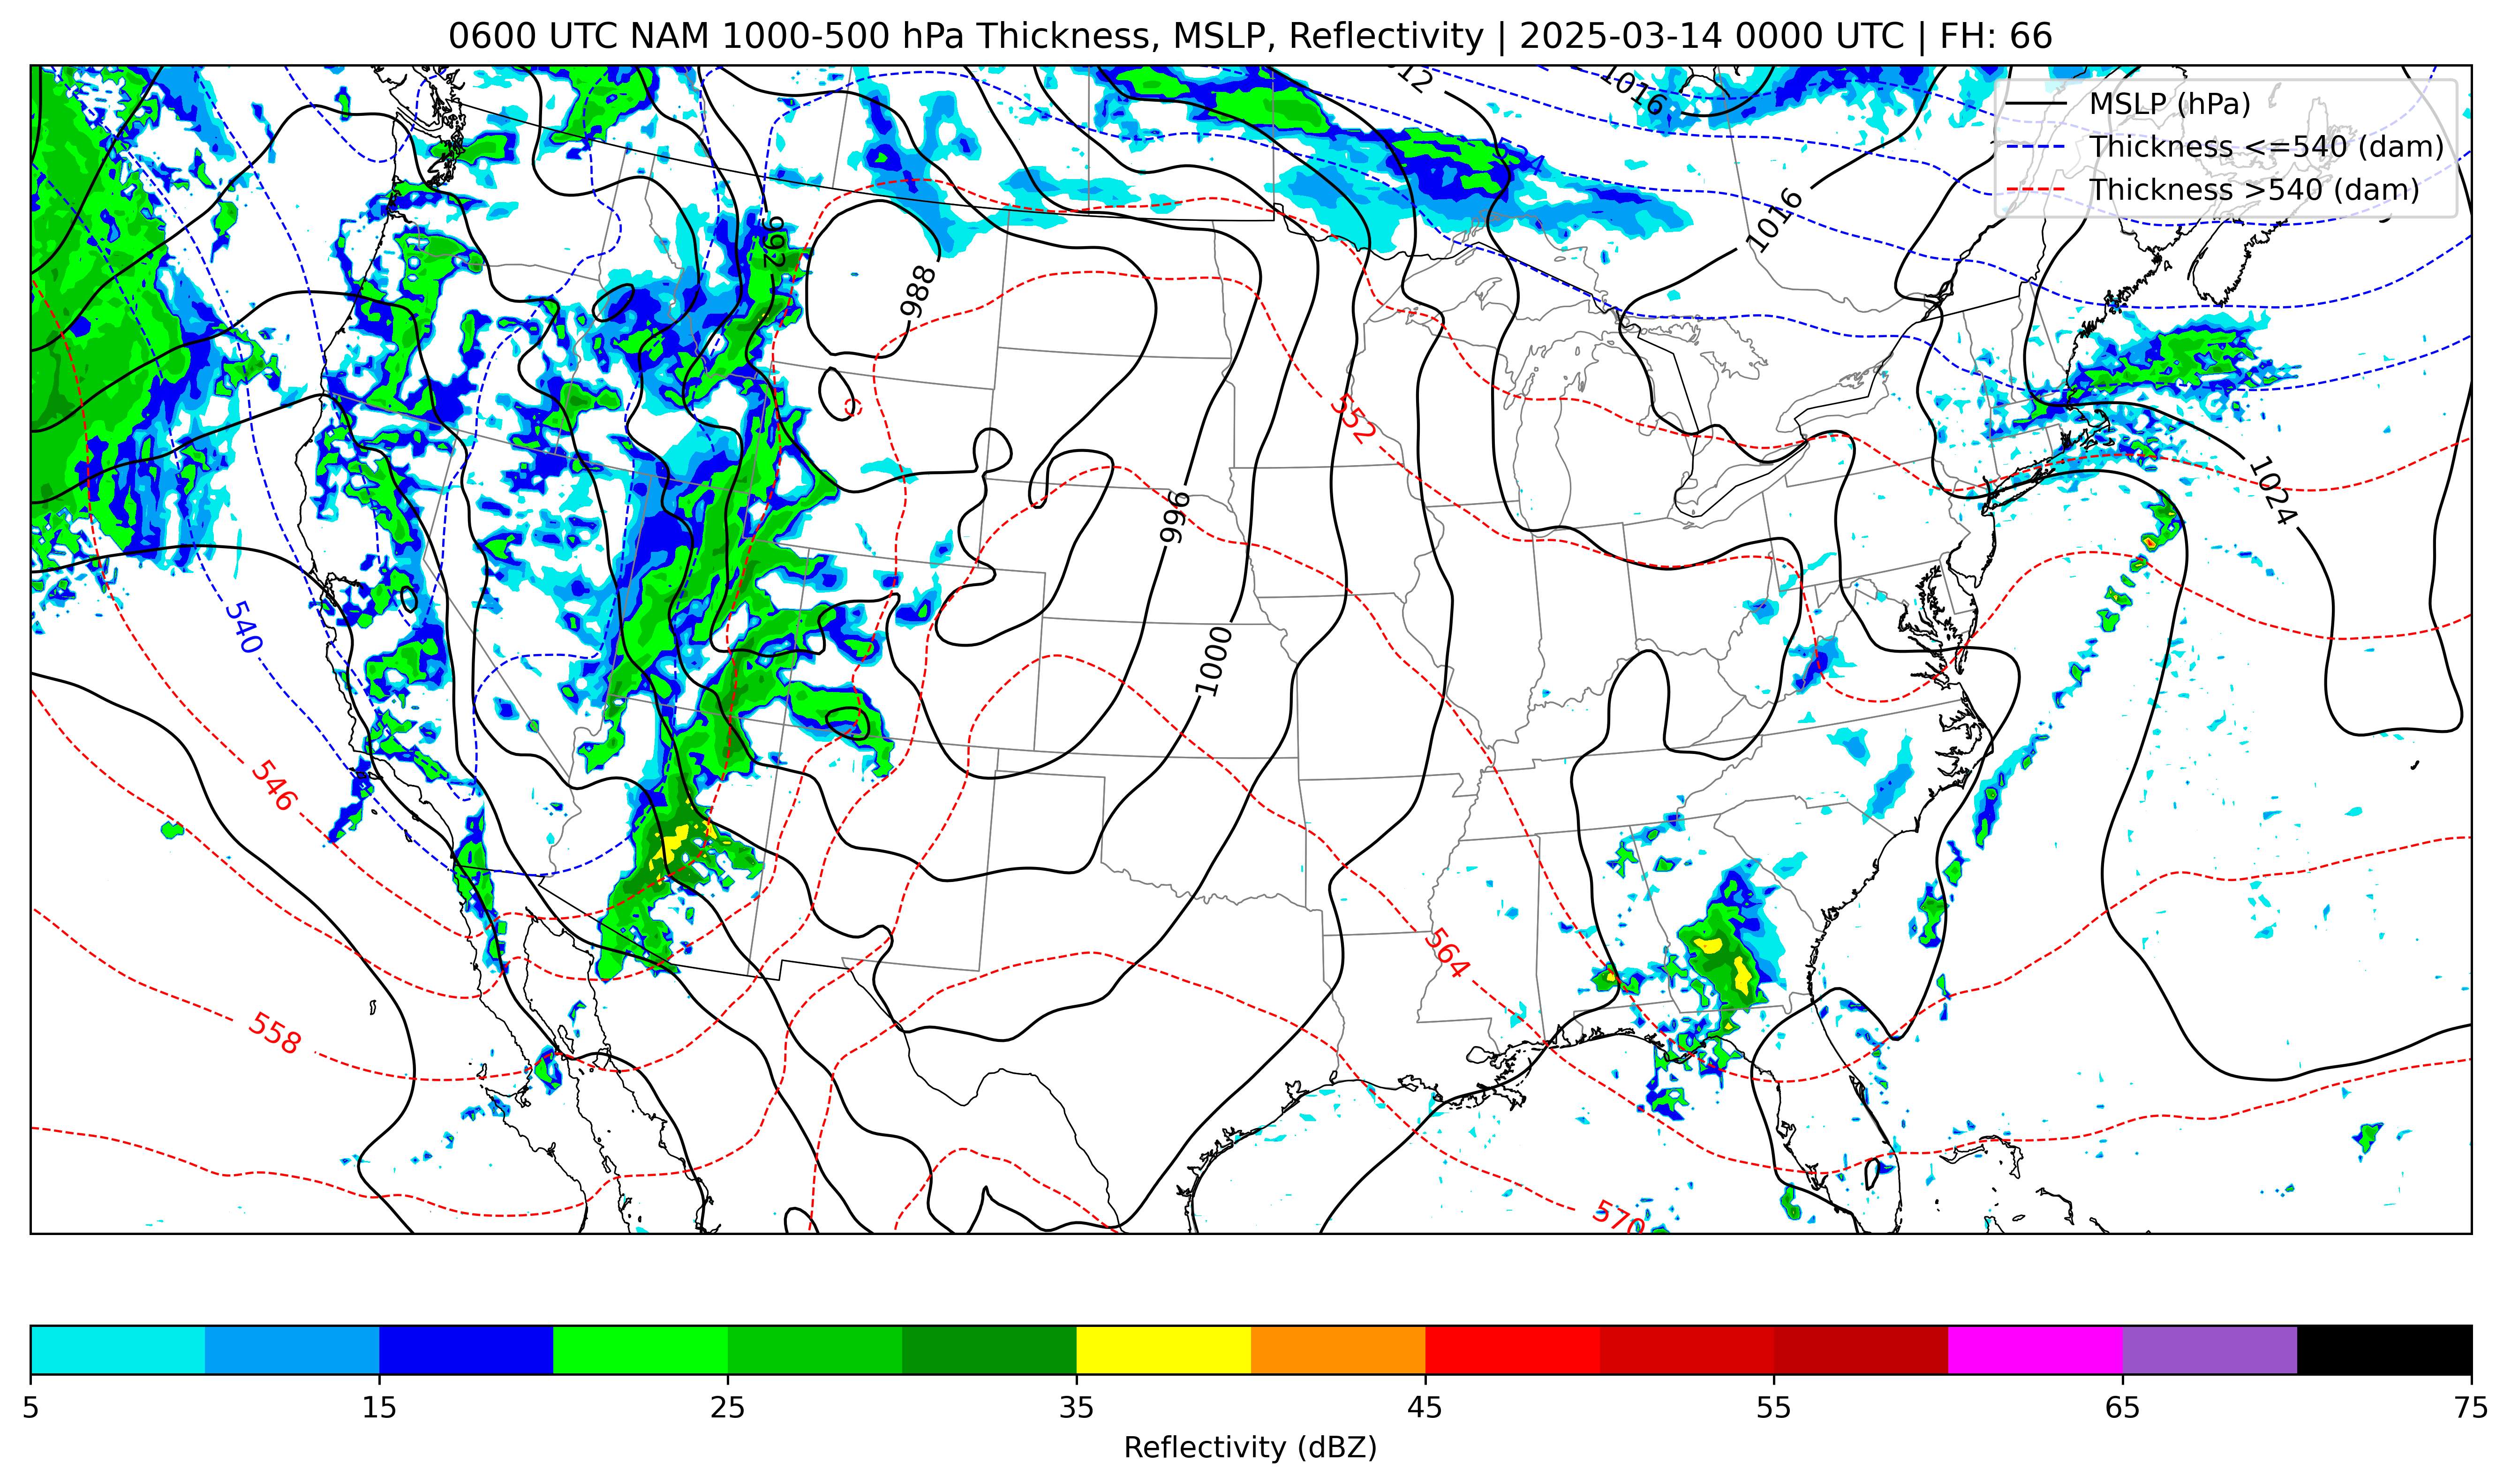 0600 UTC NAM 1000-500 hPa Thickness, MSLP, Reflectivity | 2025-03-14 0000 UTC | FH: 66
MSLP (hPa)
Thickness <=540 (dam)
Thickness >540 (dam)
1016
1016
992
988
552
1024
996
540
1000
546
564
558
570
5 15 25 35 45 55 65 75
Reflectivity (dBZ)